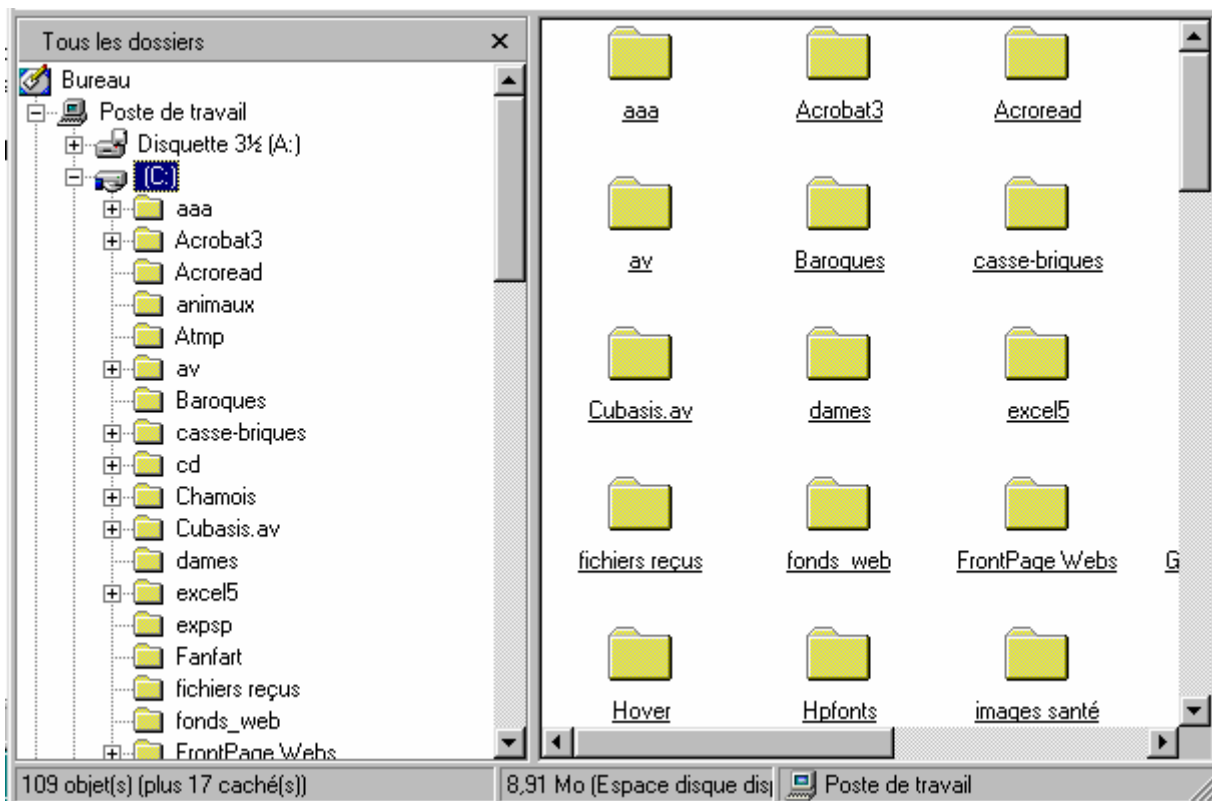 Tous les dossiers
Bureau
Poste de travail
Disquette 3½ (A:)
(C:)
aaa
Acrobat3
Acroread
animaux
Atmp
av
Baroques
casse-briques
cd
Chamois
Cubasis.av
dames
excel5
expsp
Fanfart
fichiers reçus
fonds_web
FrontPage Webs
aaa Acrobat3 Acroread
av Baroques casse-briques
Cubasis.av dames excel5
fichiers reçus fonds_web FrontPage Webs G
Hover Hpfonts images santé
109 objet(s) (plus 17 caché(s)) 8,91 Mo (Espace disque dis Poste de travail